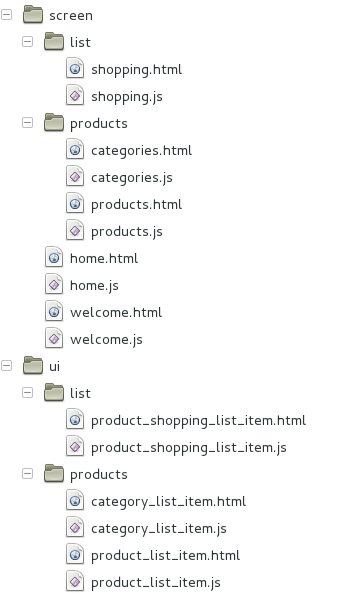 screen
list
shopping.html
shopping.js
products
categories.html
categories.js
products.html
products.js
home.html
home.js
welcome.html
welcome.js
ui
list
product_shopping_list_item.html
product_shopping_list_item.js
products
category_list_item.html
category_list_item.js
product_list_item.html
product_list_item.js